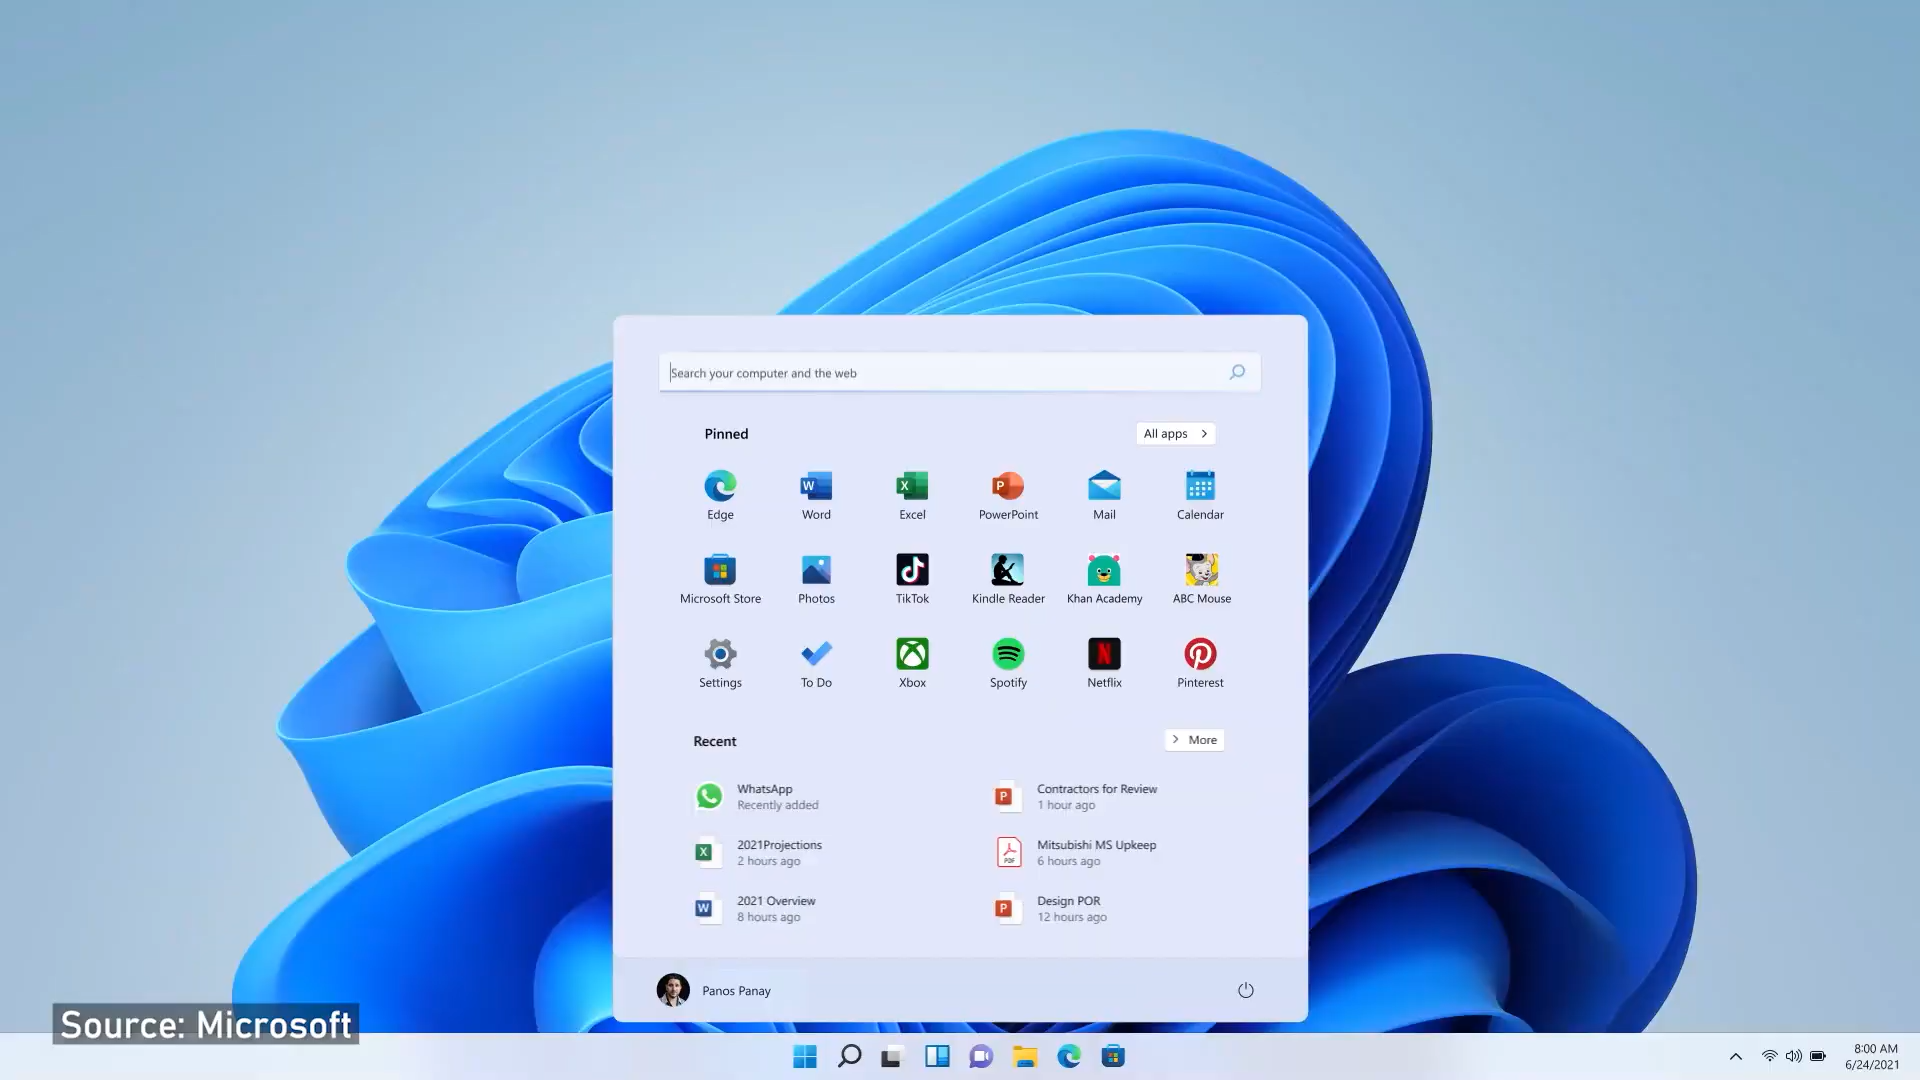 Search your computer and the web
Pinned
All apps
Edge
Word
Excel
PowerPoint
Mail
Calendar
Microsoft Store
Photos
TikTok
Kindle Reader
Khan Academy
ABC Mouse
Settings
To Do
Xbox
Spotify
Netflix
Pinterest
Recent
More
WhatsApp
Recently added
Contractors for Review
1 hour ago
2021Projections
2 hours ago
Mitsubishi MS Upkeep
6 hours ago
2021 Overview
8 hours ago
Design POR
12 hours ago
Panos Panay
Source: Microsoft
8:00 AM
6/24/2021